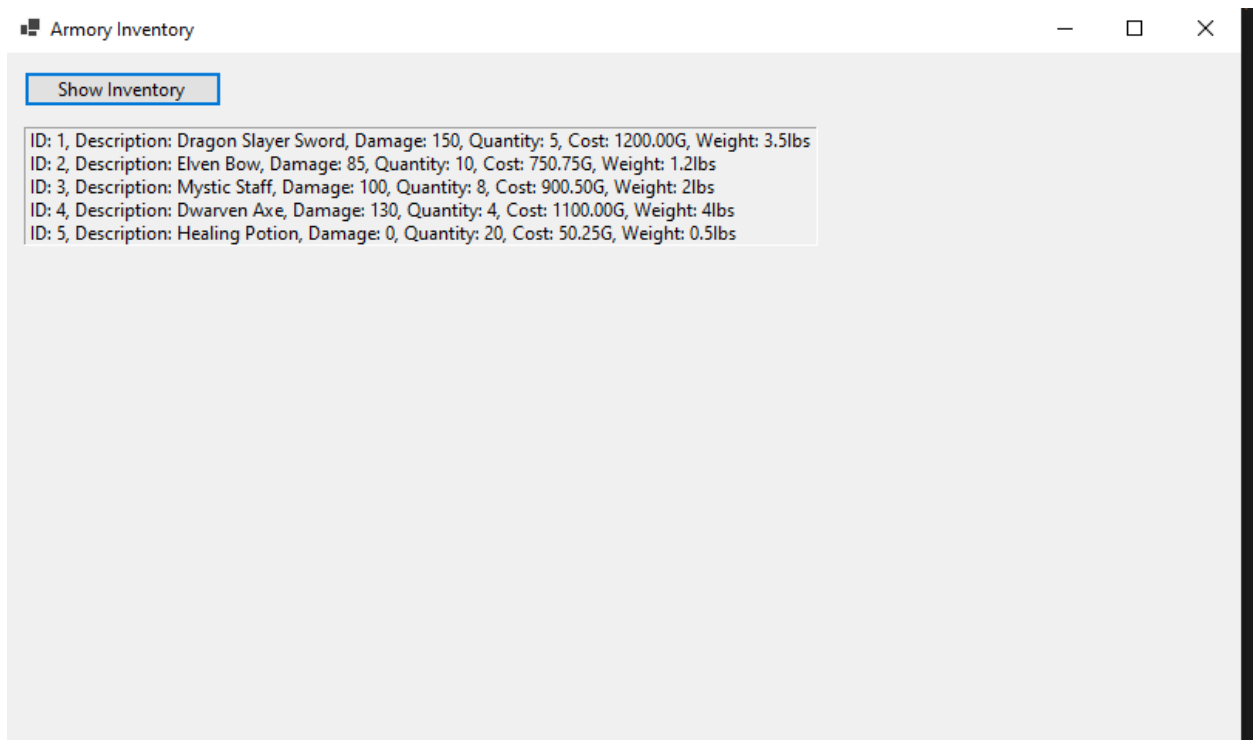 Armory Inventory
Show Inventory
ID: 1, Description: Dragon Slayer Sword, Damage: 150, Quantity: 5, Cost: 1200.00G, Weight: 3.5lbs
ID: 2, Description: Elven Bow, Damage: 85, Quantity: 10, Cost: 750.75G, Weight: 1.2lbs
ID: 3, Description: Mystic Staff, Damage: 100, Quantity: 8, Cost: 900.50G, Weight: 2lbs
ID: 4, Description: Dwarven Axe, Damage: 130, Quantity: 4, Cost: 1100.00G, Weight: 4lbs
ID: 5, Description: Healing Potion, Damage: 0, Quantity: 20, Cost: 50.25G, Weight: 0.5lbs